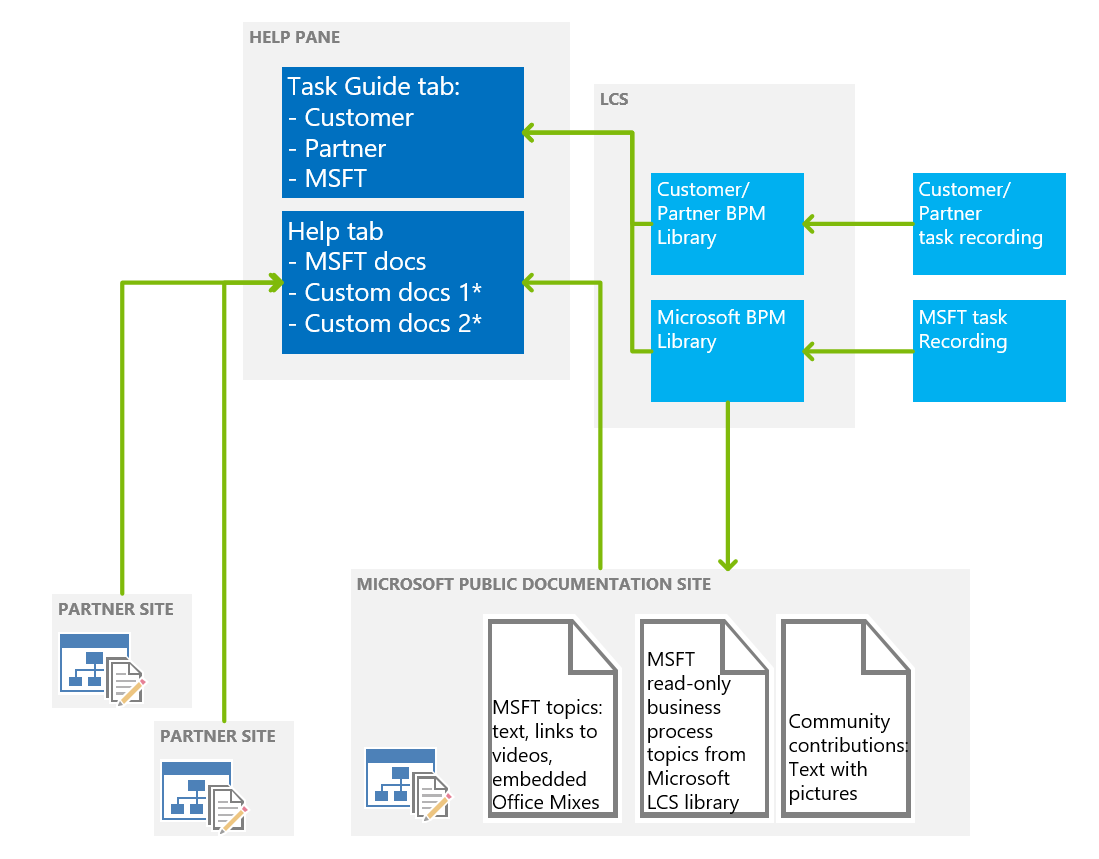 HELP PANE
Task Guide tab:
- Customer
- Partner
- MSFT
Help tab
- MSFT docs
- Custom docs 1*
- Custom docs 2*
LCS
Customer/
Partner BPM
Library
Microsoft BPM
Library
Customer/
Partner
task recording
MSFT task
Recording
PARTNER SITE
PARTNER SITE
MICROSOFT PUBLIC DOCUMENTATION SITE
MSFT topics:
text, links to
videos,
embedded
Office Mixes
MSFT
read-only
business
process
topics from
Microsoft
LCS library
Community
contributions:
Text with
pictures